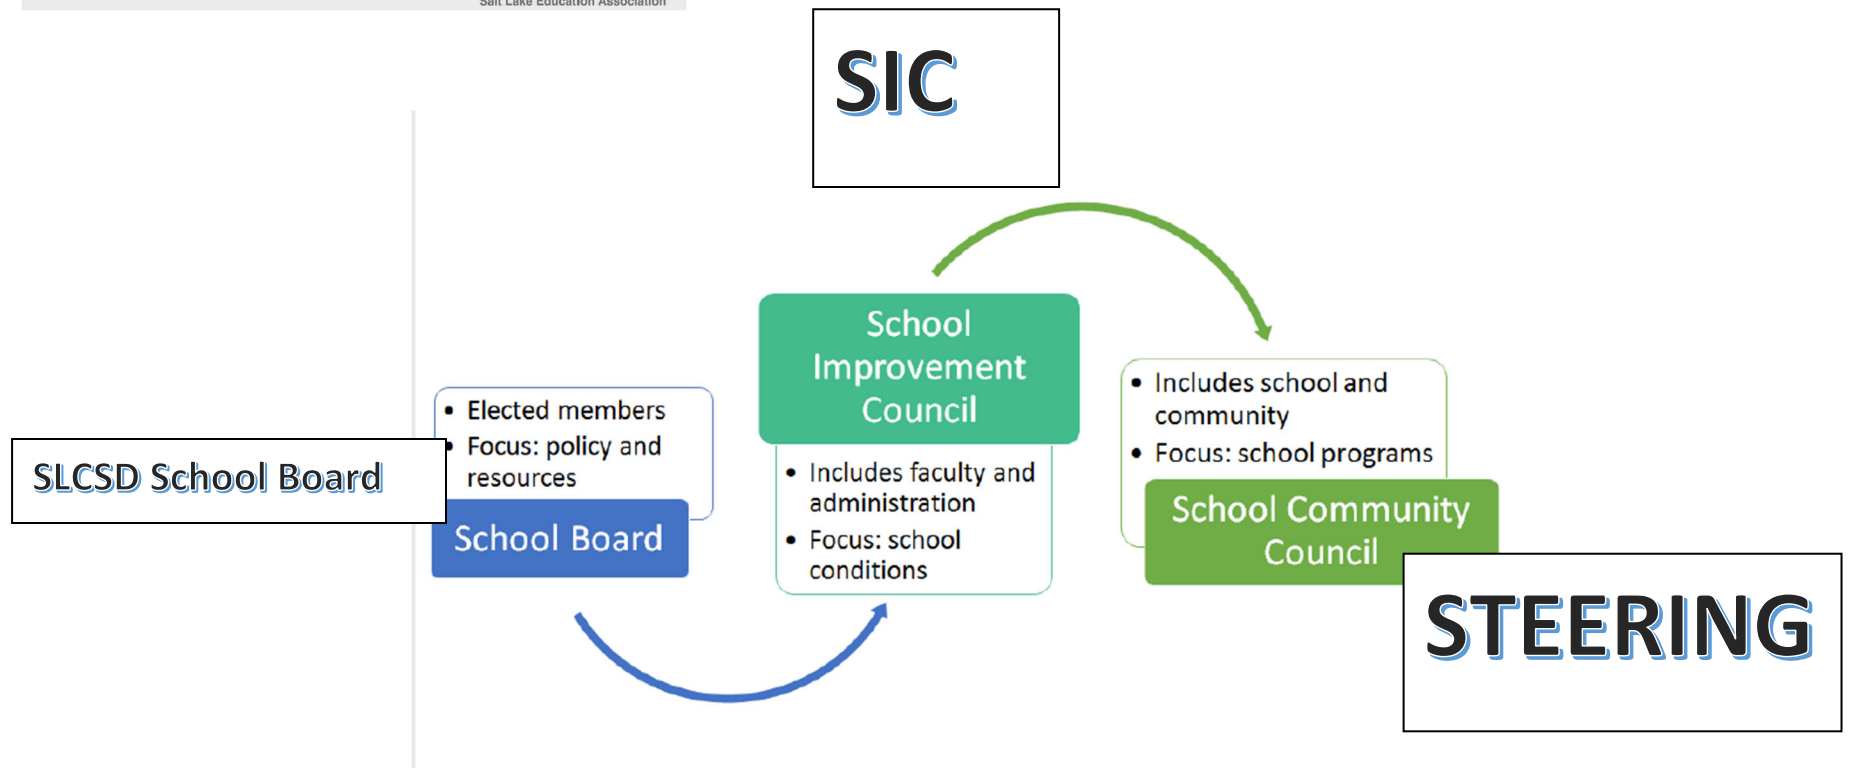 Salt Lake Education Association
SIC
SLCSD School Board
• Elected members
• Focus: policy and
resources
School Board
School
Improvement
Council
• Includes faculty and
administration
• Focus: school
conditions
• Includes school and
community
• Focus: school programs
School Community
Council
STEERING